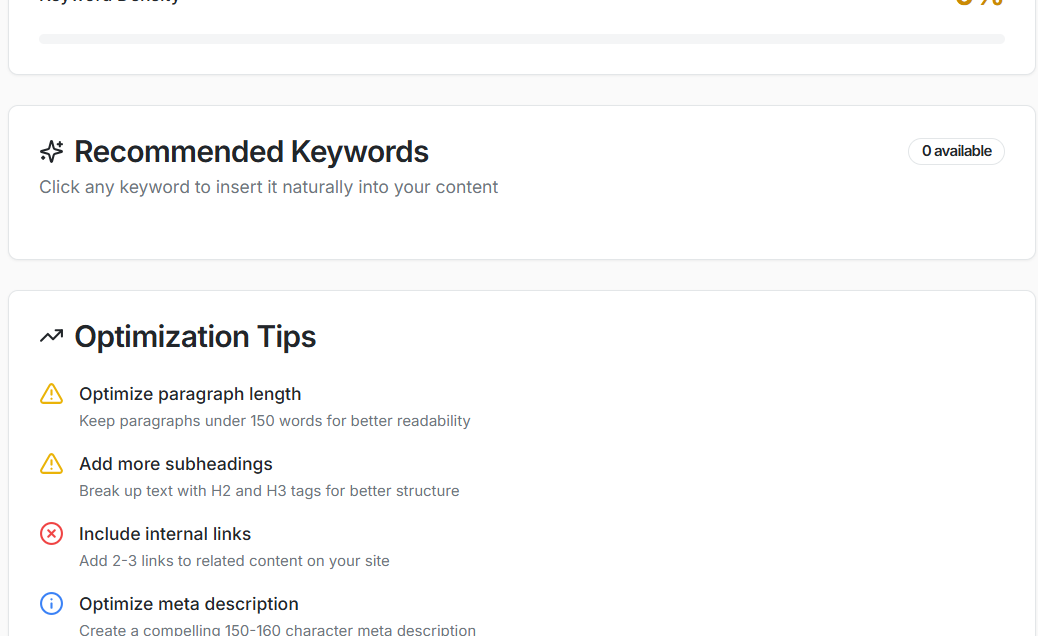 Keyword Density
0%
Recommended Keywords
0 available
Click any keyword to insert it naturally into your content
Optimization Tips
Optimize paragraph length
Keep paragraphs under 150 words for better readability
Add more subheadings
Break up text with H2 and H3 tags for better structure
Include internal links
Add 2-3 links to related content on your site
Optimize meta description
Create a compelling 150-160 character meta description